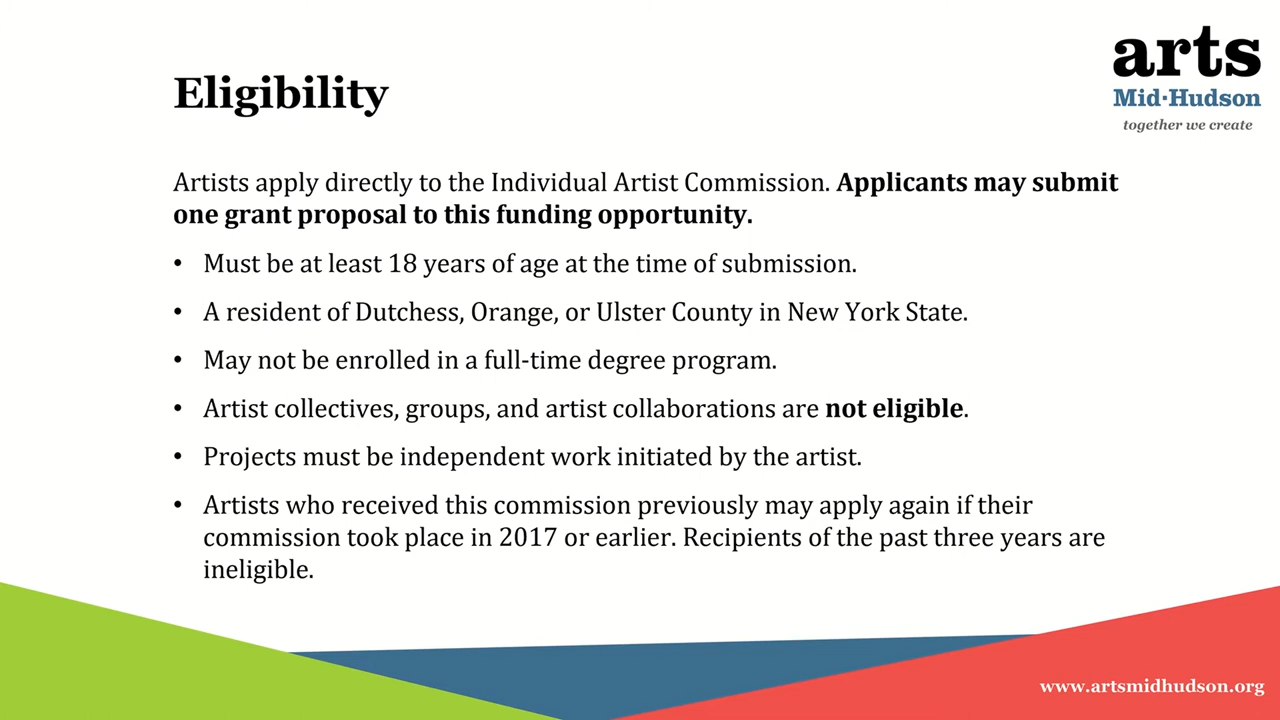 arts
Mid·Hudson
together we create
Eligibility
Artists apply directly to the Individual Artist Commission. Applicants may submit
one grant proposal to this funding opportunity.
• Must be at least 18 years of age at the time of submission.
• A resident of Dutchess, Orange, or Ulster County in New York State.
• May not be enrolled in a full-time degree program.
• Artist collectives, groups, and artist collaborations are not eligible.
• Projects must be independent work initiated by the artist.
• Artists who received this commission previously may apply again if their
commission took place in 2017 or earlier. Recipients of the past three years are
ineligible.
www.artsmidhudson.org